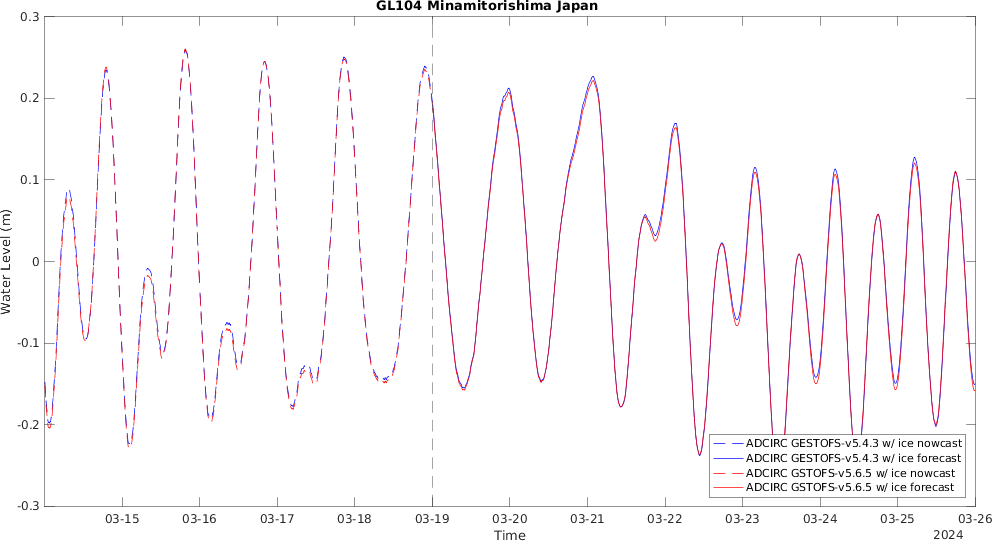 GL104 Minamitorishima Japan
0.3
0.2
0.1
0
-0.1
-0.2
-0.3
Water Level (m)
ADCIRC GESTOFS-v5.4.3 w/ ice nowcast
ADCIRC GESTOFS-v5.4.3 w/ ice forecast
ADCIRC GSTOFS-v5.6.5 w/ ice nowcast
ADCIRC GSTOFS-v5.6.5 w/ ice forecast
03-15 03-16 03-17 03-18 03-19 03-20 03-21 03-22 03-23 03-24 03-25 03-26
Time
2024